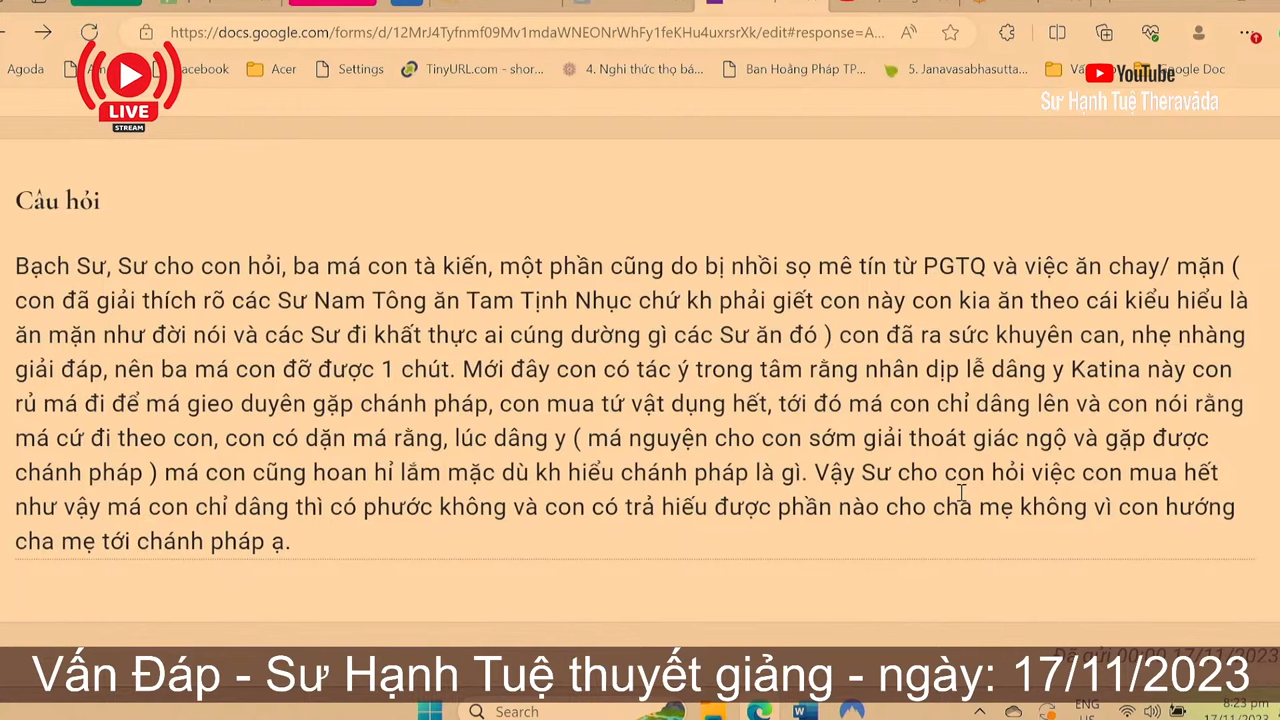 https://docs.google.com/forms/d/12MrJ4Tyfnmf09Mv1mdaWNEONrWhFy1feKHu4uxrsrXk/edit#response=A...
Agoda
acebook
Acer
Settings
TinyURL.com - shor...
4. Nghi thức thọ bá...
Ban Hoằng Pháp TP...
5. Janavasabhasutta...
Google Doc
LIVE
STREAM
YouTube
Sư Hạnh Tuệ Theravāda
Câu hỏi
Bạch Sư, Sư cho con hỏi, ba má con tà kiến, một phần cũng do bị nhồi sọ mê tín từ PGTQ và việc ăn chay/ mặn (
con đã giải thích rõ các Sư Nam Tông ăn Tam Tịnh Nhục chứ kh phải giết con này con kia ăn theo cái kiểu hiểu là
ăn mặn như đời nói và các Sư đi khất thực ai cúng dường gì các Sư ăn đó ) con đã ra sức khuyên can, nhẹ nhàng
giải đáp, nên ba má con đỡ được 1 chút. Mới đây con có tác ý trong tâm rằng nhân dịp lễ dâng y Katina này con
rủ má đi để má gieo duyên gặp chánh pháp, con mua tứ vật dụng hết, tới đó má con chỉ dâng lên và con nói rằng
má cứ đi theo con, con có dặn má rằng, lúc dâng y ( má nguyện cho con sớm giải thoát giác ngộ và gặp được
chánh pháp ) má con cũng hoan hỉ lắm mặc dù kh hiểu chánh pháp là gì. Vậy Sư cho con hỏi việc con mua hết
như vậy má con chỉ dâng thì có phước không và con có trả hiếu được phần nào cho cha mẹ không vì con hướng
cha mẹ tới chánh pháp ạ.
Đã gửi 00:00 17/11/2023
Vấn Đáp - Sư Hạnh Tuệ thuyết giảng - ngày: 17/11/2023
Search
ENG
8:23 pm
US
17/11/2023